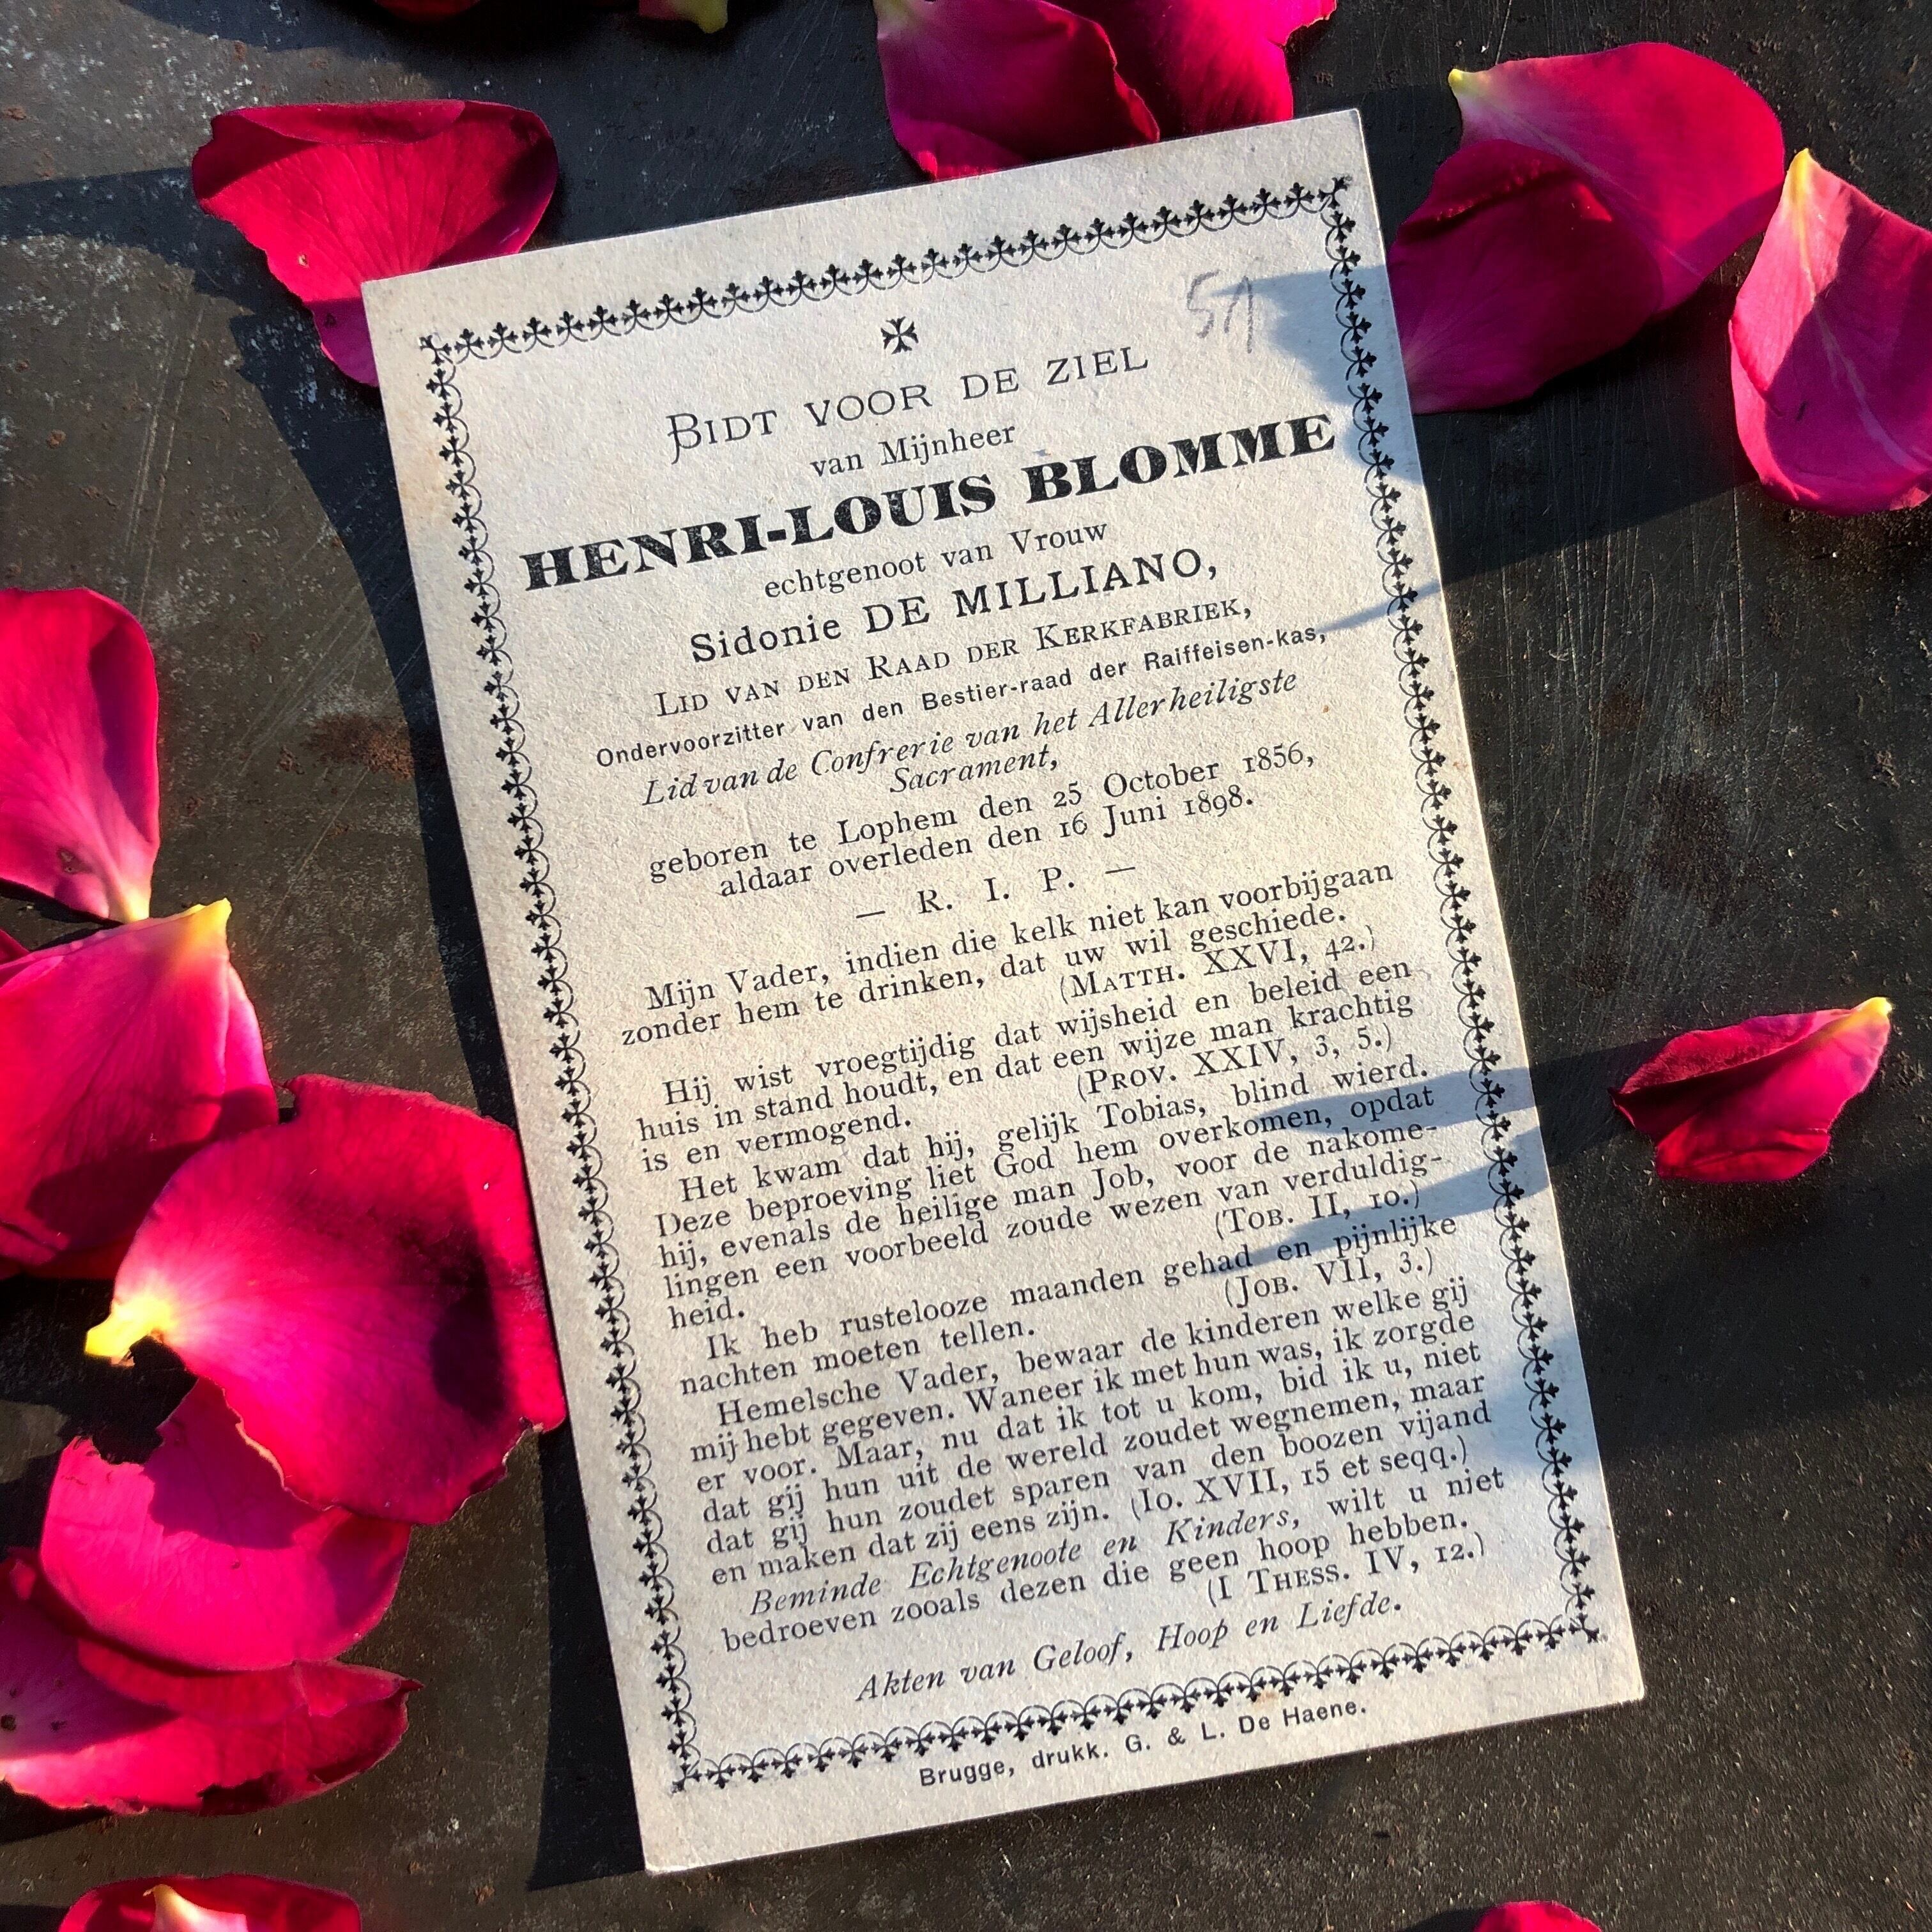 51
BIDT VOOR DE ZIEL
van Mijnheer
HENRI-LOUIS BLOMME
echtgenoot van Vrouw
Sidonie DE MILLIANO,
LID VAN DEN RAAD DER KERKFABRIEK,
Ondervoorzitter van den Bestier-raad der Raiffeisen-kas,
Lid van de Confrerie van het Allerheiligste
Sacrament,
geboren te Lophem den 25 October 1856,
aldaar overleden den 16 Juni 1898.
— R. I. P. —
Mijn Vader, indien die kelk niet kan voorbijgaan
zonder hem te drinken, dat uw wil geschiede.
(MATTH. XXVI, 42.)
Hij wist vroegtijdig dat wijsheid en beleid een
huis in stand houdt, en dat een wijze man krachtig
is en vermogend. (PROV. XXIV, 3, 5.)
Het kwam dat hij, gelijk Tobias, blind wierd.
Deze beproeving liet God hem overkomen, opdat
hij, evenals de heilige man Job, voor de nakome-
lingen een voorbeeld zoude wezen van verduldig-
heid. (TOB. II, 10.)
Ik heb rustelooze maanden gehad en pijnlijke
nachten moeten tellen. (JOB. VII, 3.)
Hemelsche Vader, bewaar de kinderen welke gij
mij hebt gegeven. Waneer ik met hun was, ik zorgde
er voor. Maar, nu dat ik tot u kom, bid ik u, niet
dat gij hun uit de wereld zoudet wegnemen, maar
dat gij hun zoudet sparen van den boozen vijand
en maken dat zij eens zijn. (IO. XVII, 15 et seqq.)
Beminde Echtgenoote en Kinders, wilt u niet
bedroeven zooals dezen die geen hoop hebben.
(I THESS. IV, 12.)
Akten van Geloof, Hoop en Liefde.
Brugge, drukk. G. & L. De Haene.